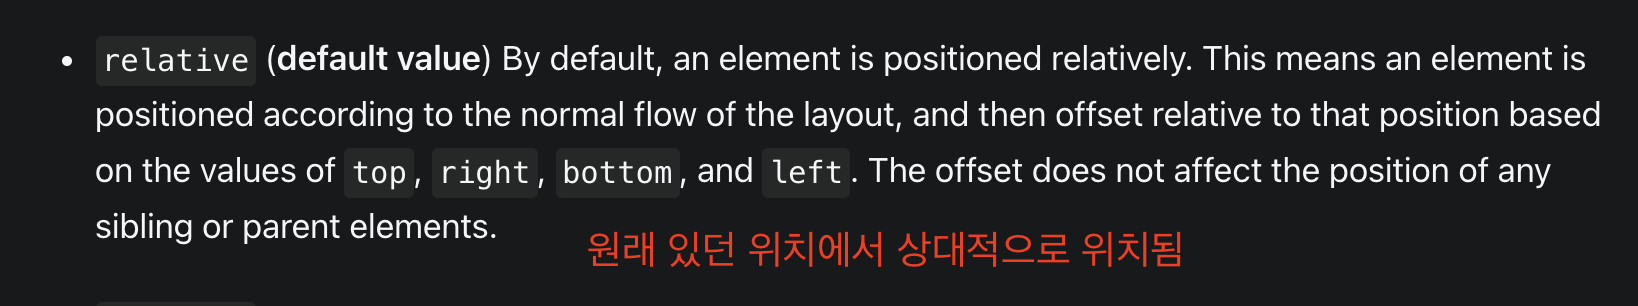 • relative (default value) By default, an element is positioned relatively. This means an element is
positioned according to the normal flow of the layout, and then offset relative to that position based
on the values of top, right, bottom, and left. The offset does not affect the position of any
sibling or parent elements.
원래 있던 위치에서 상대적으로 위치됨